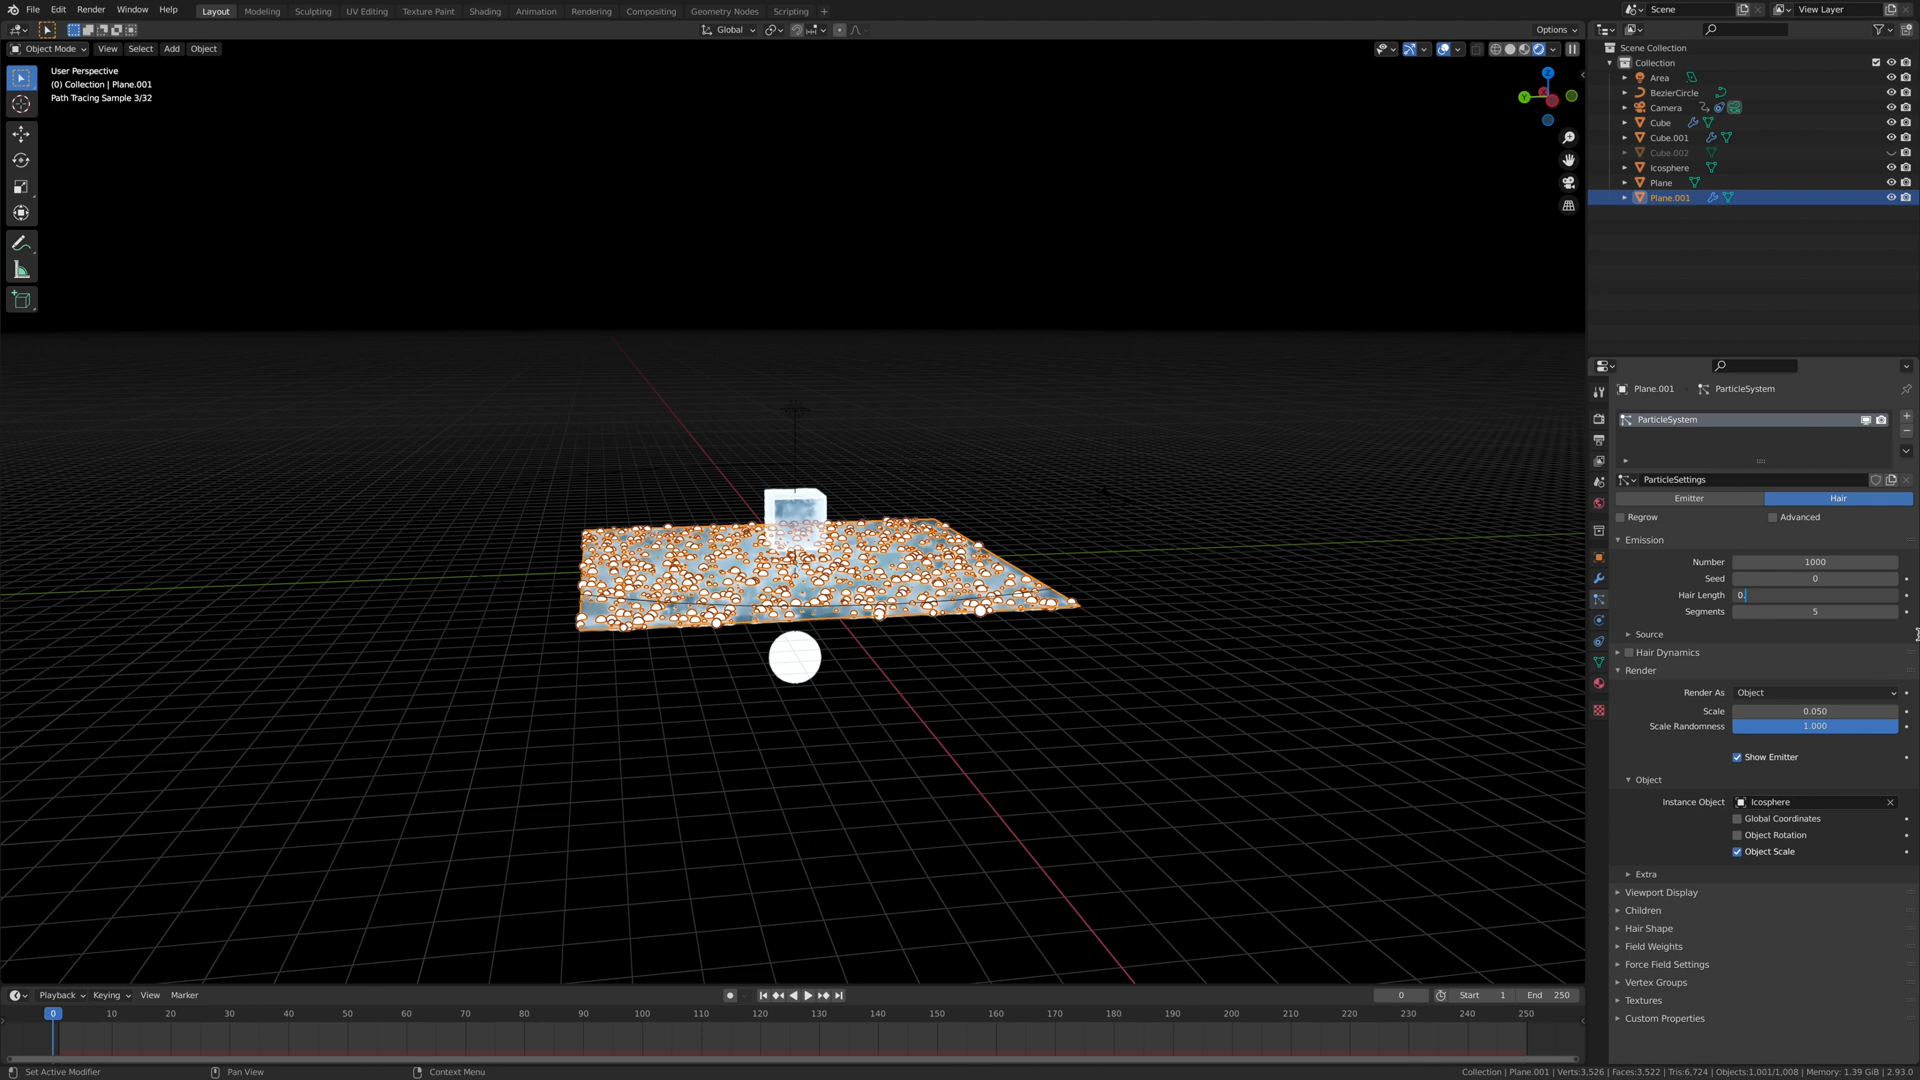 File Edit Render Window Help Layout Modeling Sculpting UV Editing Texture Paint Shading Animation Rendering Compositing Geometry Nodes Scripting + Scene View Layer
Global Options
Object Mode View Select Add Object
User Perspective
(0) Collection | Plane.001
Path Tracing Sample 3/32
Z
Y
Scene Collection
Collection
Area
BezierCircle
Camera
Cube
Cube.001
Cube.002
Icosphere
Plane
Plane.001
Plane.001 ParticleSystem
ParticleSystem
ParticleSettings
Emitter Hair
Regrow Advanced
Emission
Number 1000
Seed 0
Hair Length 0.
Segments 5
Source
Hair Dynamics
Render
Render As Object
Scale 0.050
Scale Randomness 1.000
Show Emitter
Object
Instance Object Icosphere
Global Coordinates
Object Rotation
Object Scale
Extra
Viewport Display
Children
Hair Shape
Field Weights
Force Field Settings
Vertex Groups
Textures
Custom Properties
Playback Keying View Marker 0 Start 1 End 250
0 10 20 30 40 50 60 70 80 90 100 110 120 130 140 150 160 170 180 190 200 210 220 230 240 250
Set Active Modifier Pan View Context Menu Collection | Plane.001 | Verts:3,526 | Faces:3,522 | Tris:6,724 | Objects:1,001/1,008 | Memory: 1.39 GiB | 2.93.0